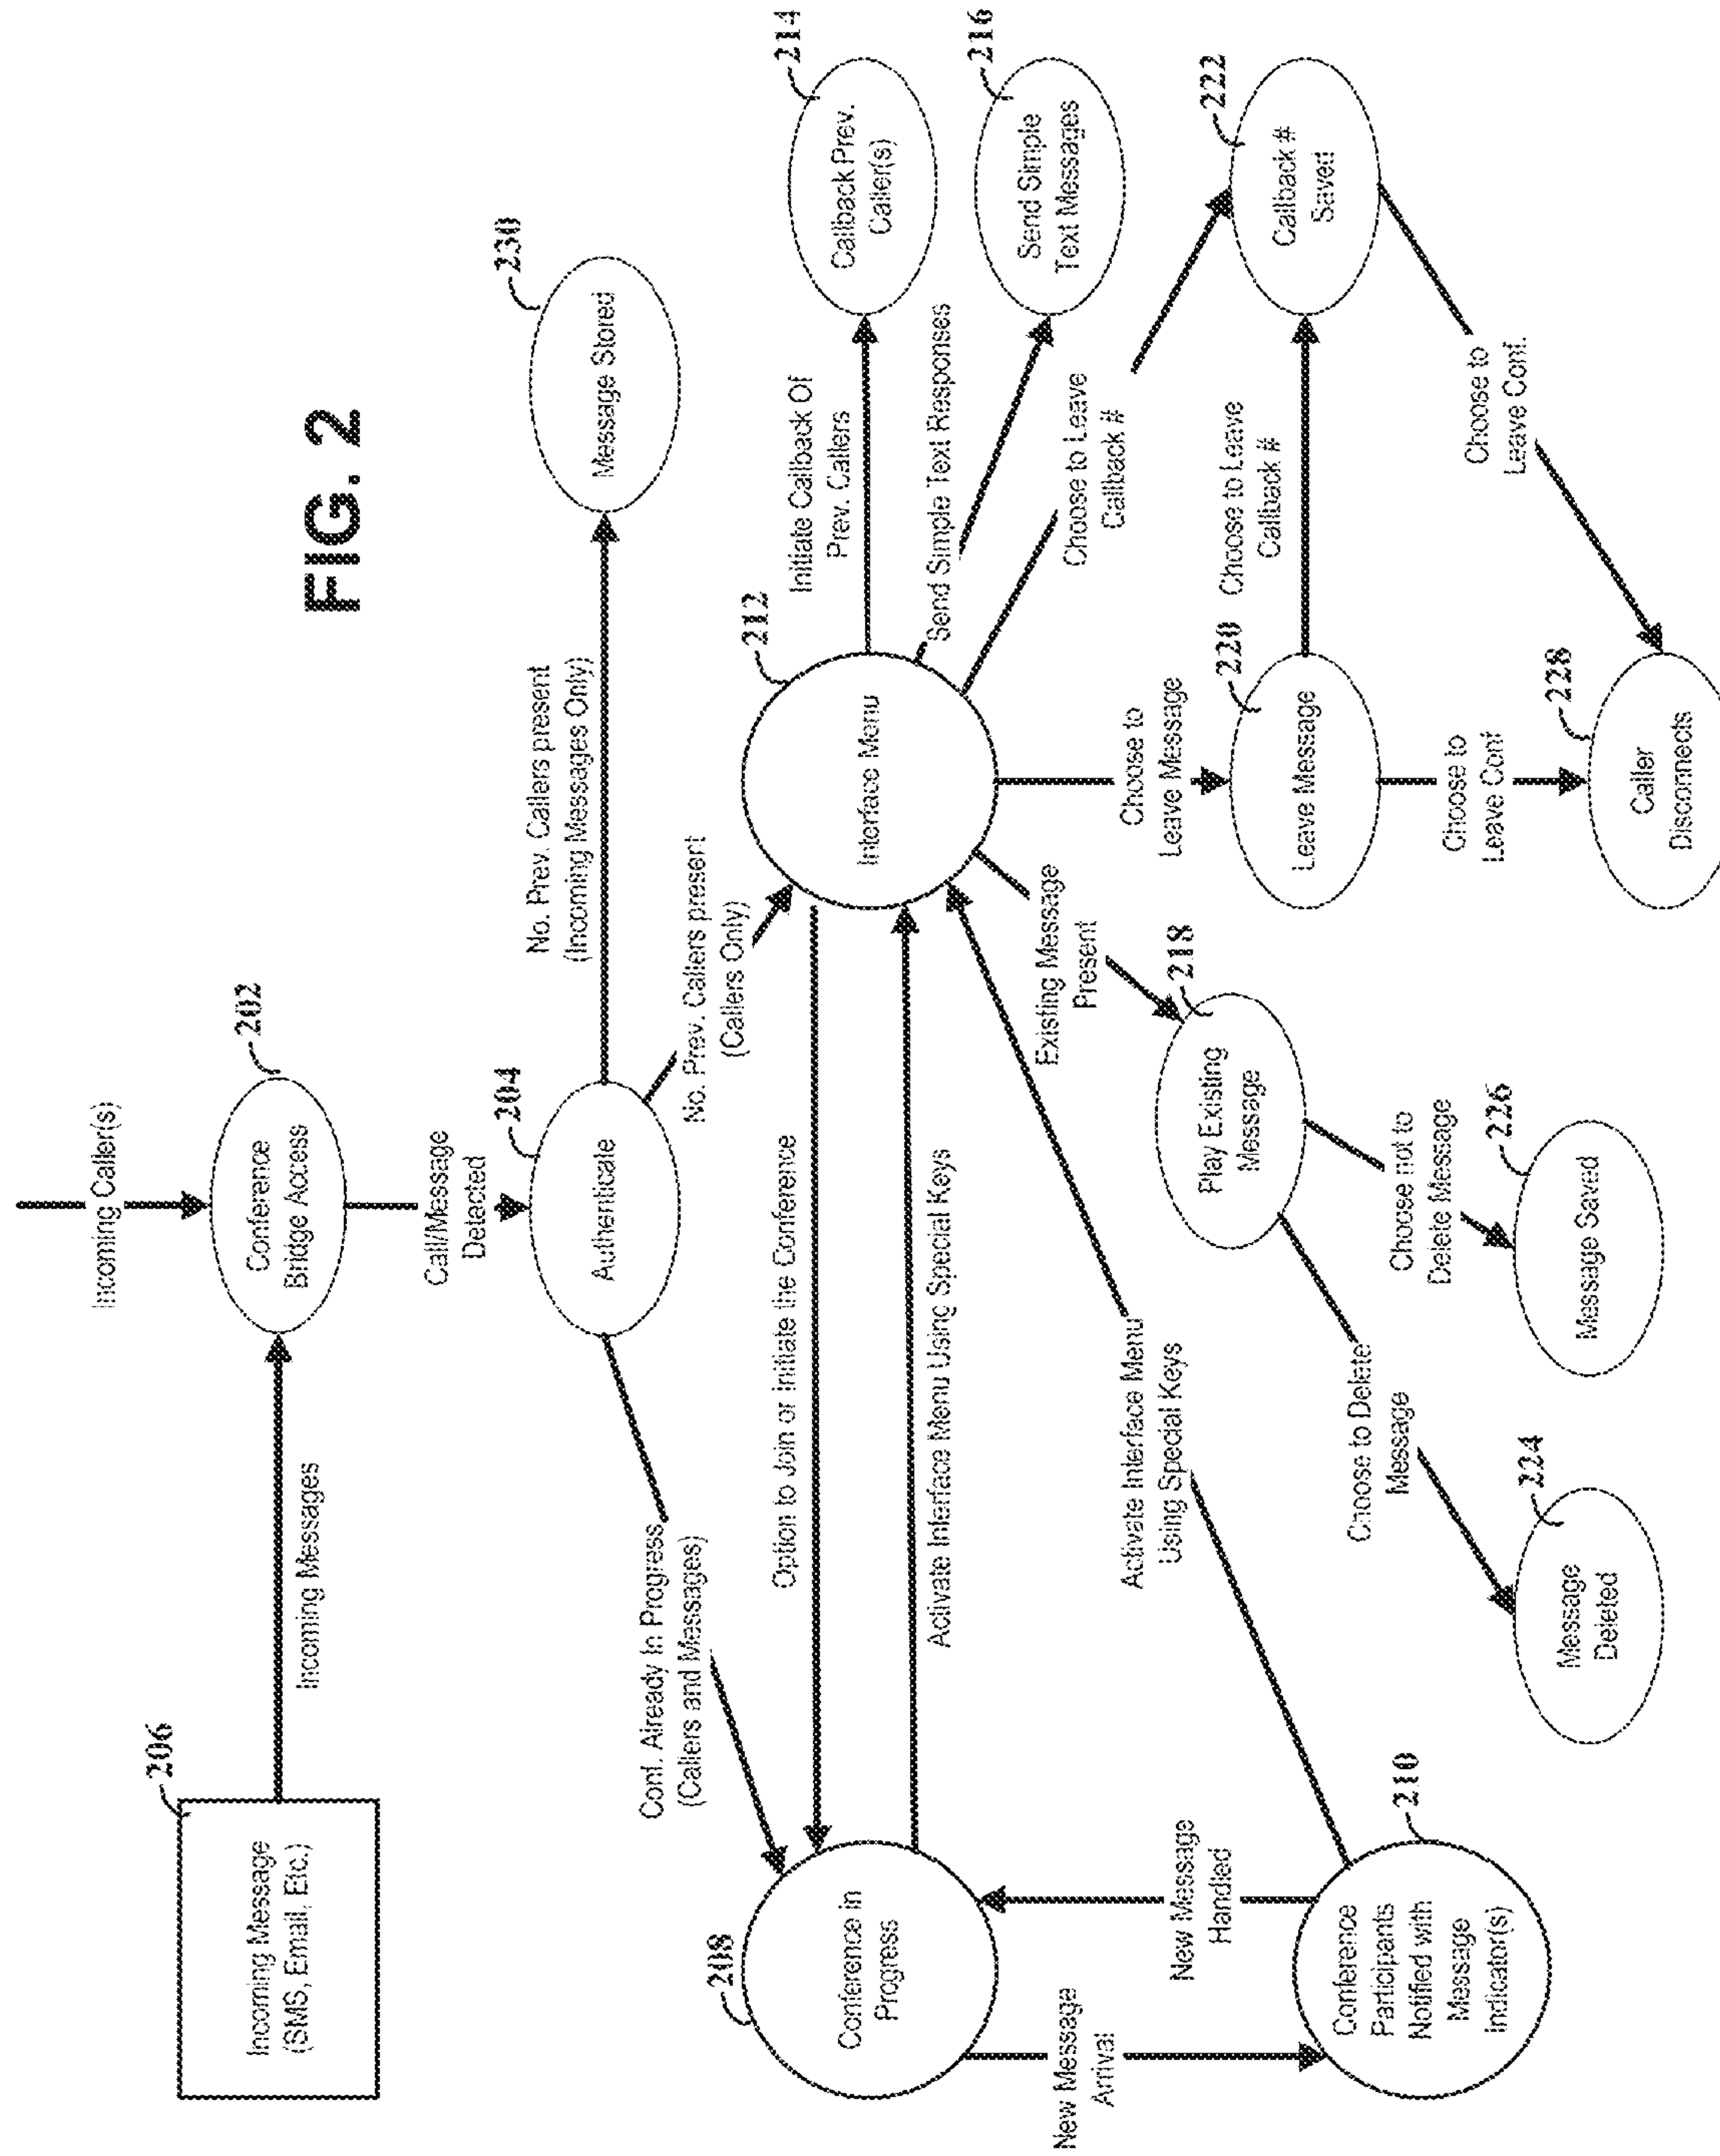 FIG. 2
206
Incoming Message
(SMS, Email, Etc.)
Incoming Messages
Incoming Caller(s)
202
Conference
Bridge Access
Call/Message
Detected
204
Authenticate
No. Prev. Callers present
(Incoming Messages Only)
230
Message Stored
Conf. Already In Progress
(Callers and Messages)
No. Prev. Callers present
(Callers Only)
208
Conference in
Progress
Option to Join or Initiate the Conference
Activate Interface Menu Using Special Keys
212
Interface Menu
Initiate Callback Of
Prev. Callers
214
Callback Prev.
Caller(s)
Send Simple Text Responses
216
Send Simple
Text Messages
Choose to Leave
Callback #
222
Callback #
Saved
New Message
Arrival
New Message
Handled
Activate Interface Menu
Using Special Keys
Existing Message
Present
Choose to
Leave Message
218
Play Existing
Message
220
Leave Message
Choose to Leave
Callback #
210
Conference
Participants
Notified with
Message
Indicator(s)
Choose to Delete
Message
Choose not to
Delete Message
Choose to
Leave Conf
Choose to
Leave Conf.
224
Message
Deleted
226
Message Saved
228
Caller
Disconnects